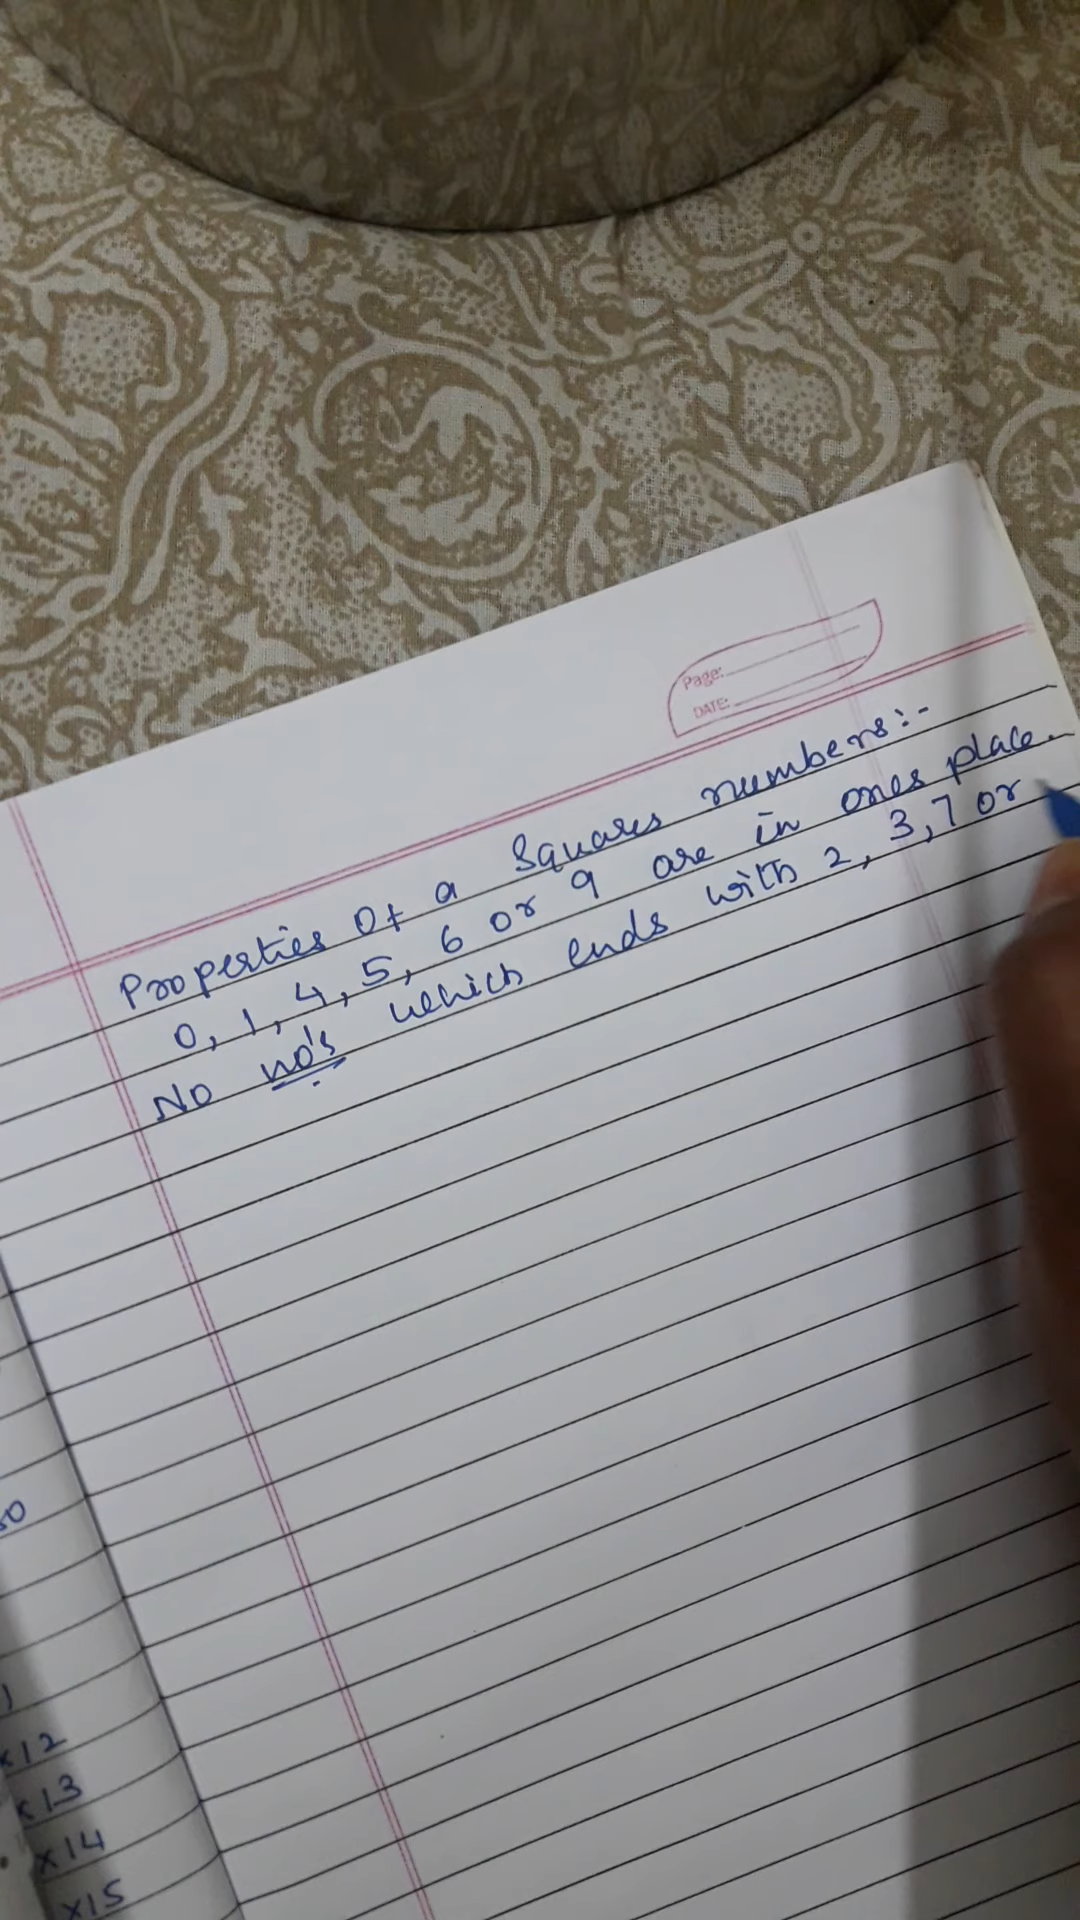 Page:
DATE:
Properties Of a Squares numbers:-
0, 1, 4, 5, 6 or 9 are in ones place.
No no's which ends with 2, 3, 7 or
x12
x13
x14
x15